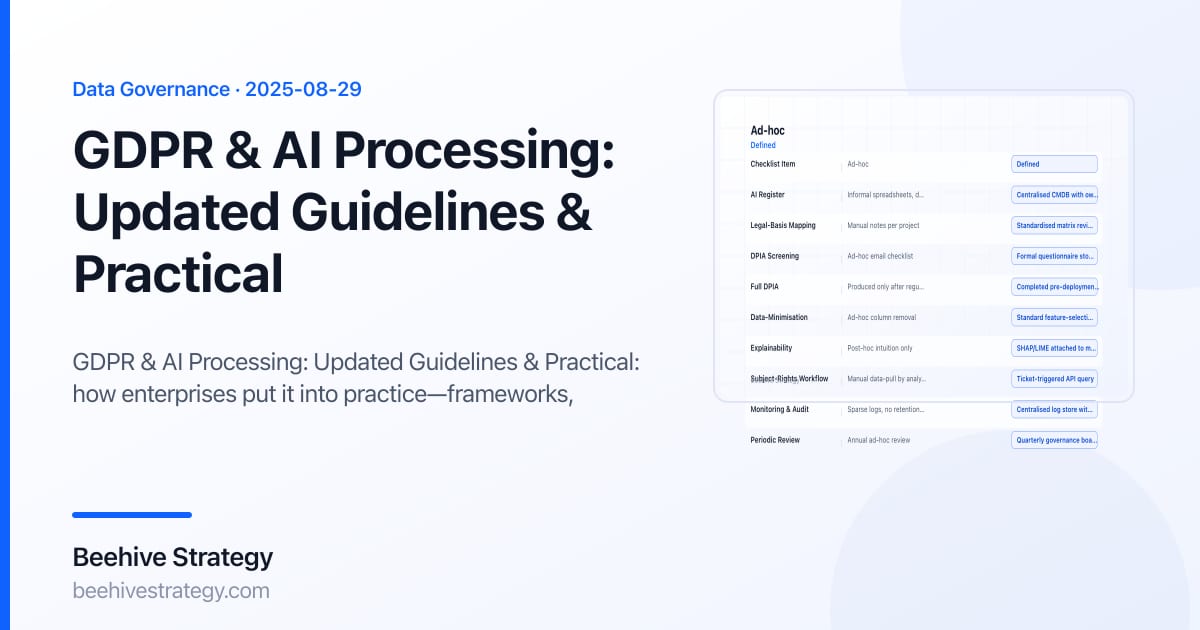 Data Governance · 2025-08-29
GDPR & AI Processing:
Updated Guidelines &
Practical
GDPR & AI Processing: Updated Guidelines & Practical:
how enterprises put it into practice—frameworks,
Beehive Strategy
beehivestrategy.com
Ad-hoc
Defined
Checklist Item Ad-hoc Defined
AI Register Informal spreadsheets, d... Centralised CMDB with ow...
Legal-Basis Mapping Manual notes per project Standardised matrix revi...
DPIA Screening Ad-hoc email checklist Formal questionnaire sto...
Full DPIA Produced only after regu... Completed pre-deploymen...
Data-Minimisation Ad-hoc column removal Standard feature-selecti...
Explainability Post-hoc intuition only SHAP/LIME attached to m...
Subject-Rights Workflow Manual data-pull by analy... Ticket-triggered API query
Monitoring & Audit Sparse logs, no retention... Centralised log store wit...
Periodic Review Annual ad-hoc review Quarterly governance boa...